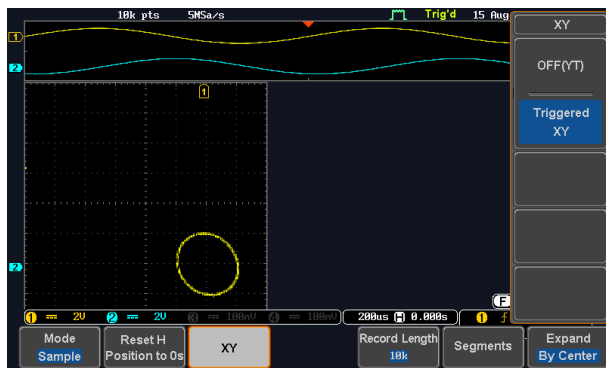 10k pts 5MSa/s Trig'd 15 Aug
XY
1
2
OFF(YT)
1
Triggered
XY
2
F
1 2V 2 2V 3 100mV 4 100mV 200us H 0.000s 1
Mode
Sample
Reset H
Position to 0s
XY
Record Length
10k
Segments
Expand
By Center